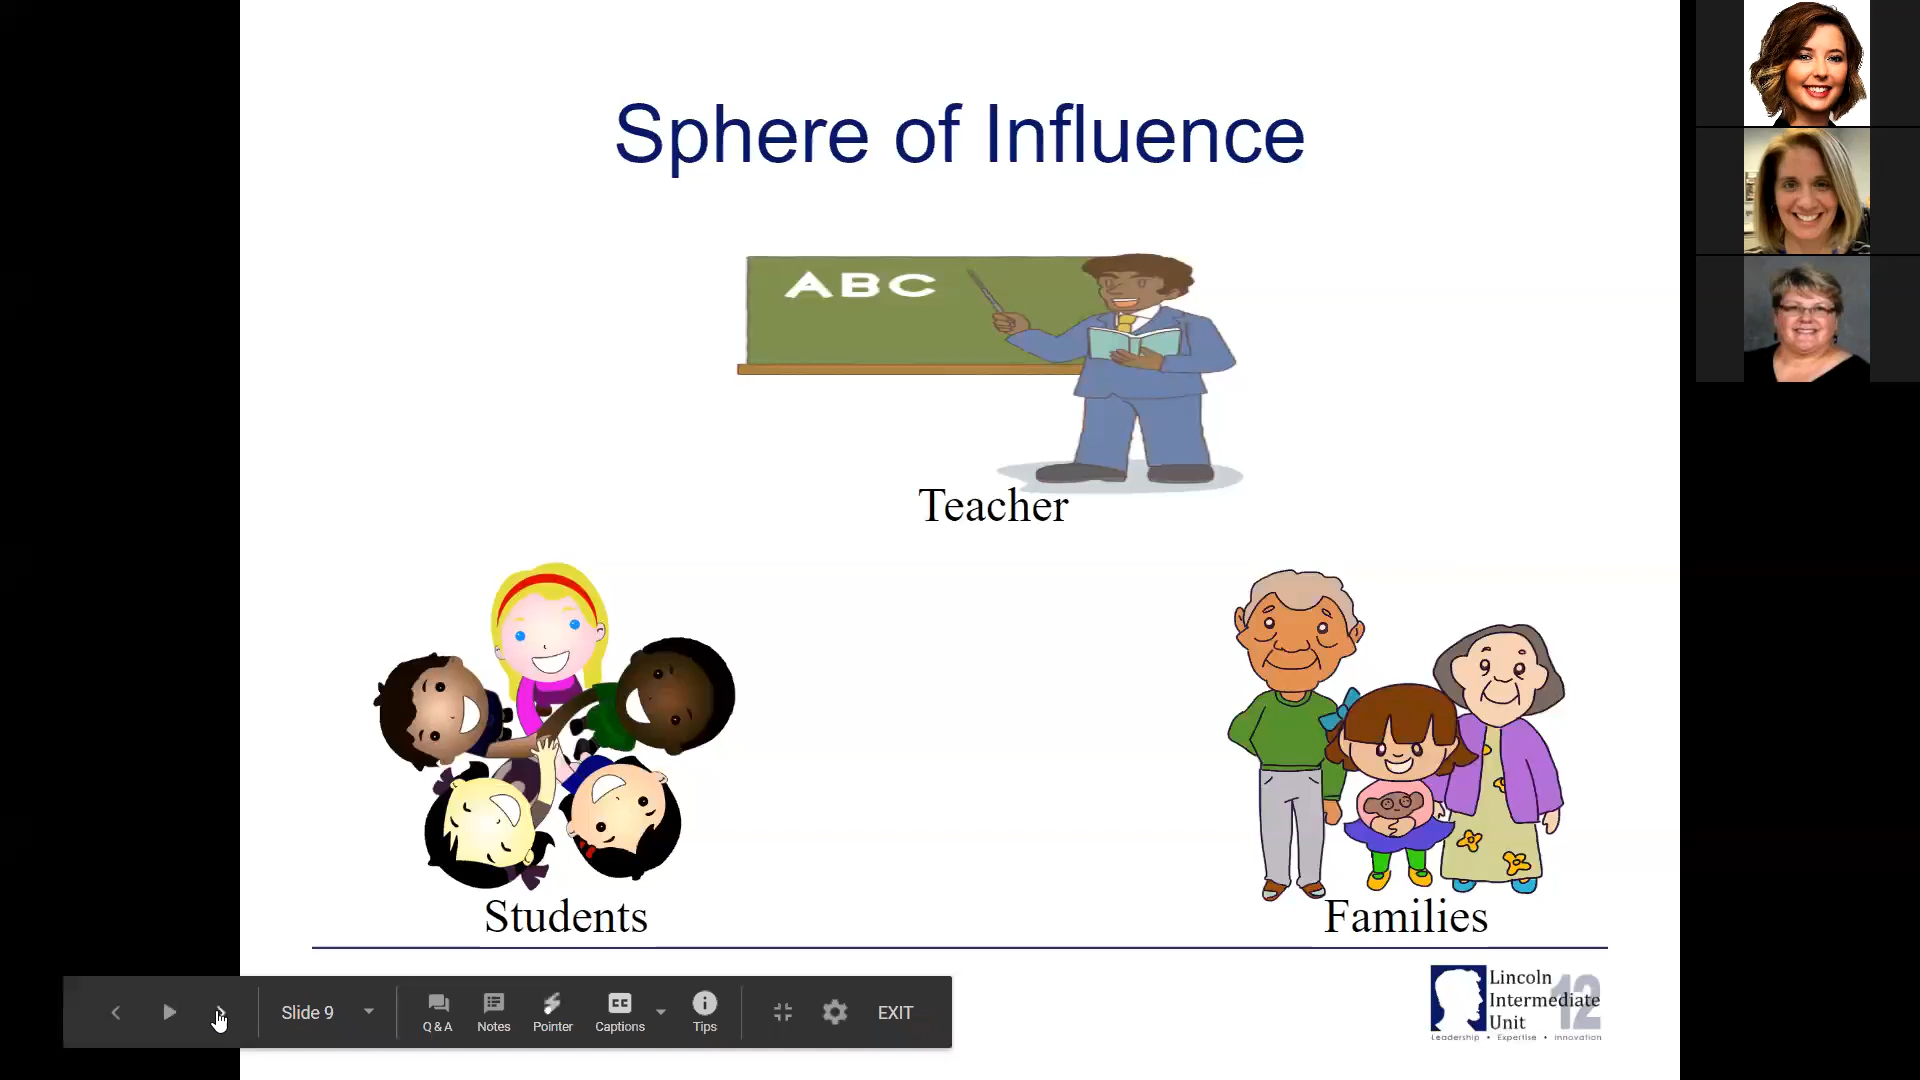 Sphere of Influence
ABC
Teacher
Students
Families
Lincoln
Intermediate
Unit
12
Leadership • Expertise • Innovation
Slide 9
Q & A
Notes
Pointer
CC
Captions
Tips
EXIT